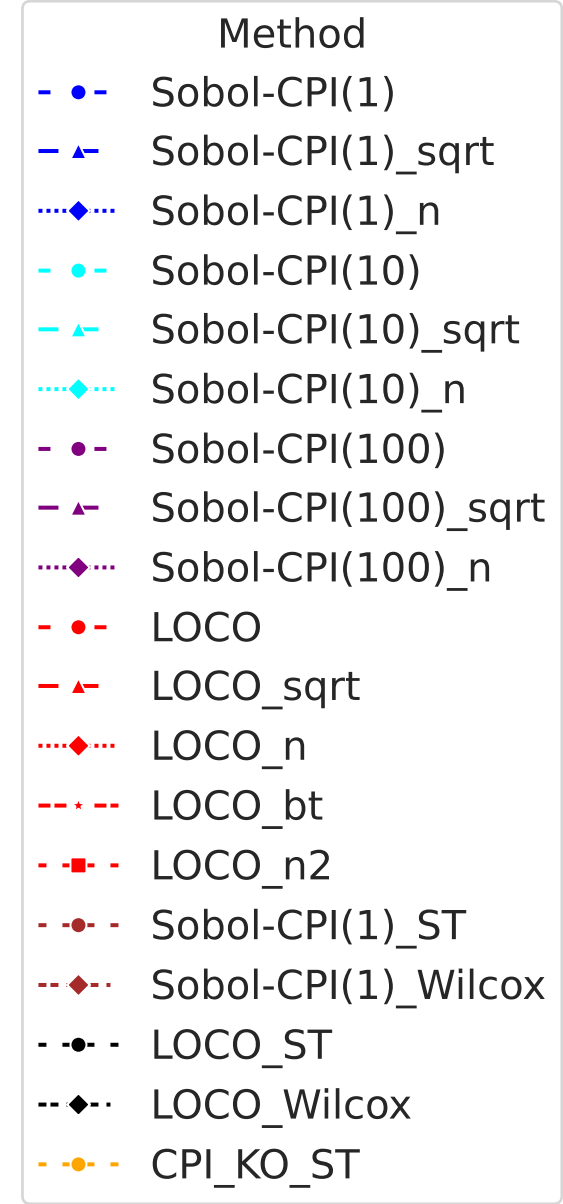 Method
Sobol-CPI(1)
Sobol-CPI(1)_sqrt
Sobol-CPI(1)_n
Sobol-CPI(10)
Sobol-CPI(10)_sqrt
Sobol-CPI(10)_n
Sobol-CPI(100)
Sobol-CPI(100)_sqrt
Sobol-CPI(100)_n
LOCO
LOCO_sqrt
LOCO_n
LOCO_bt
LOCO_n2
Sobol-CPI(1)_ST
Sobol-CPI(1)_Wilcox
LOCO_ST
LOCO_Wilcox
CPI_KO_ST